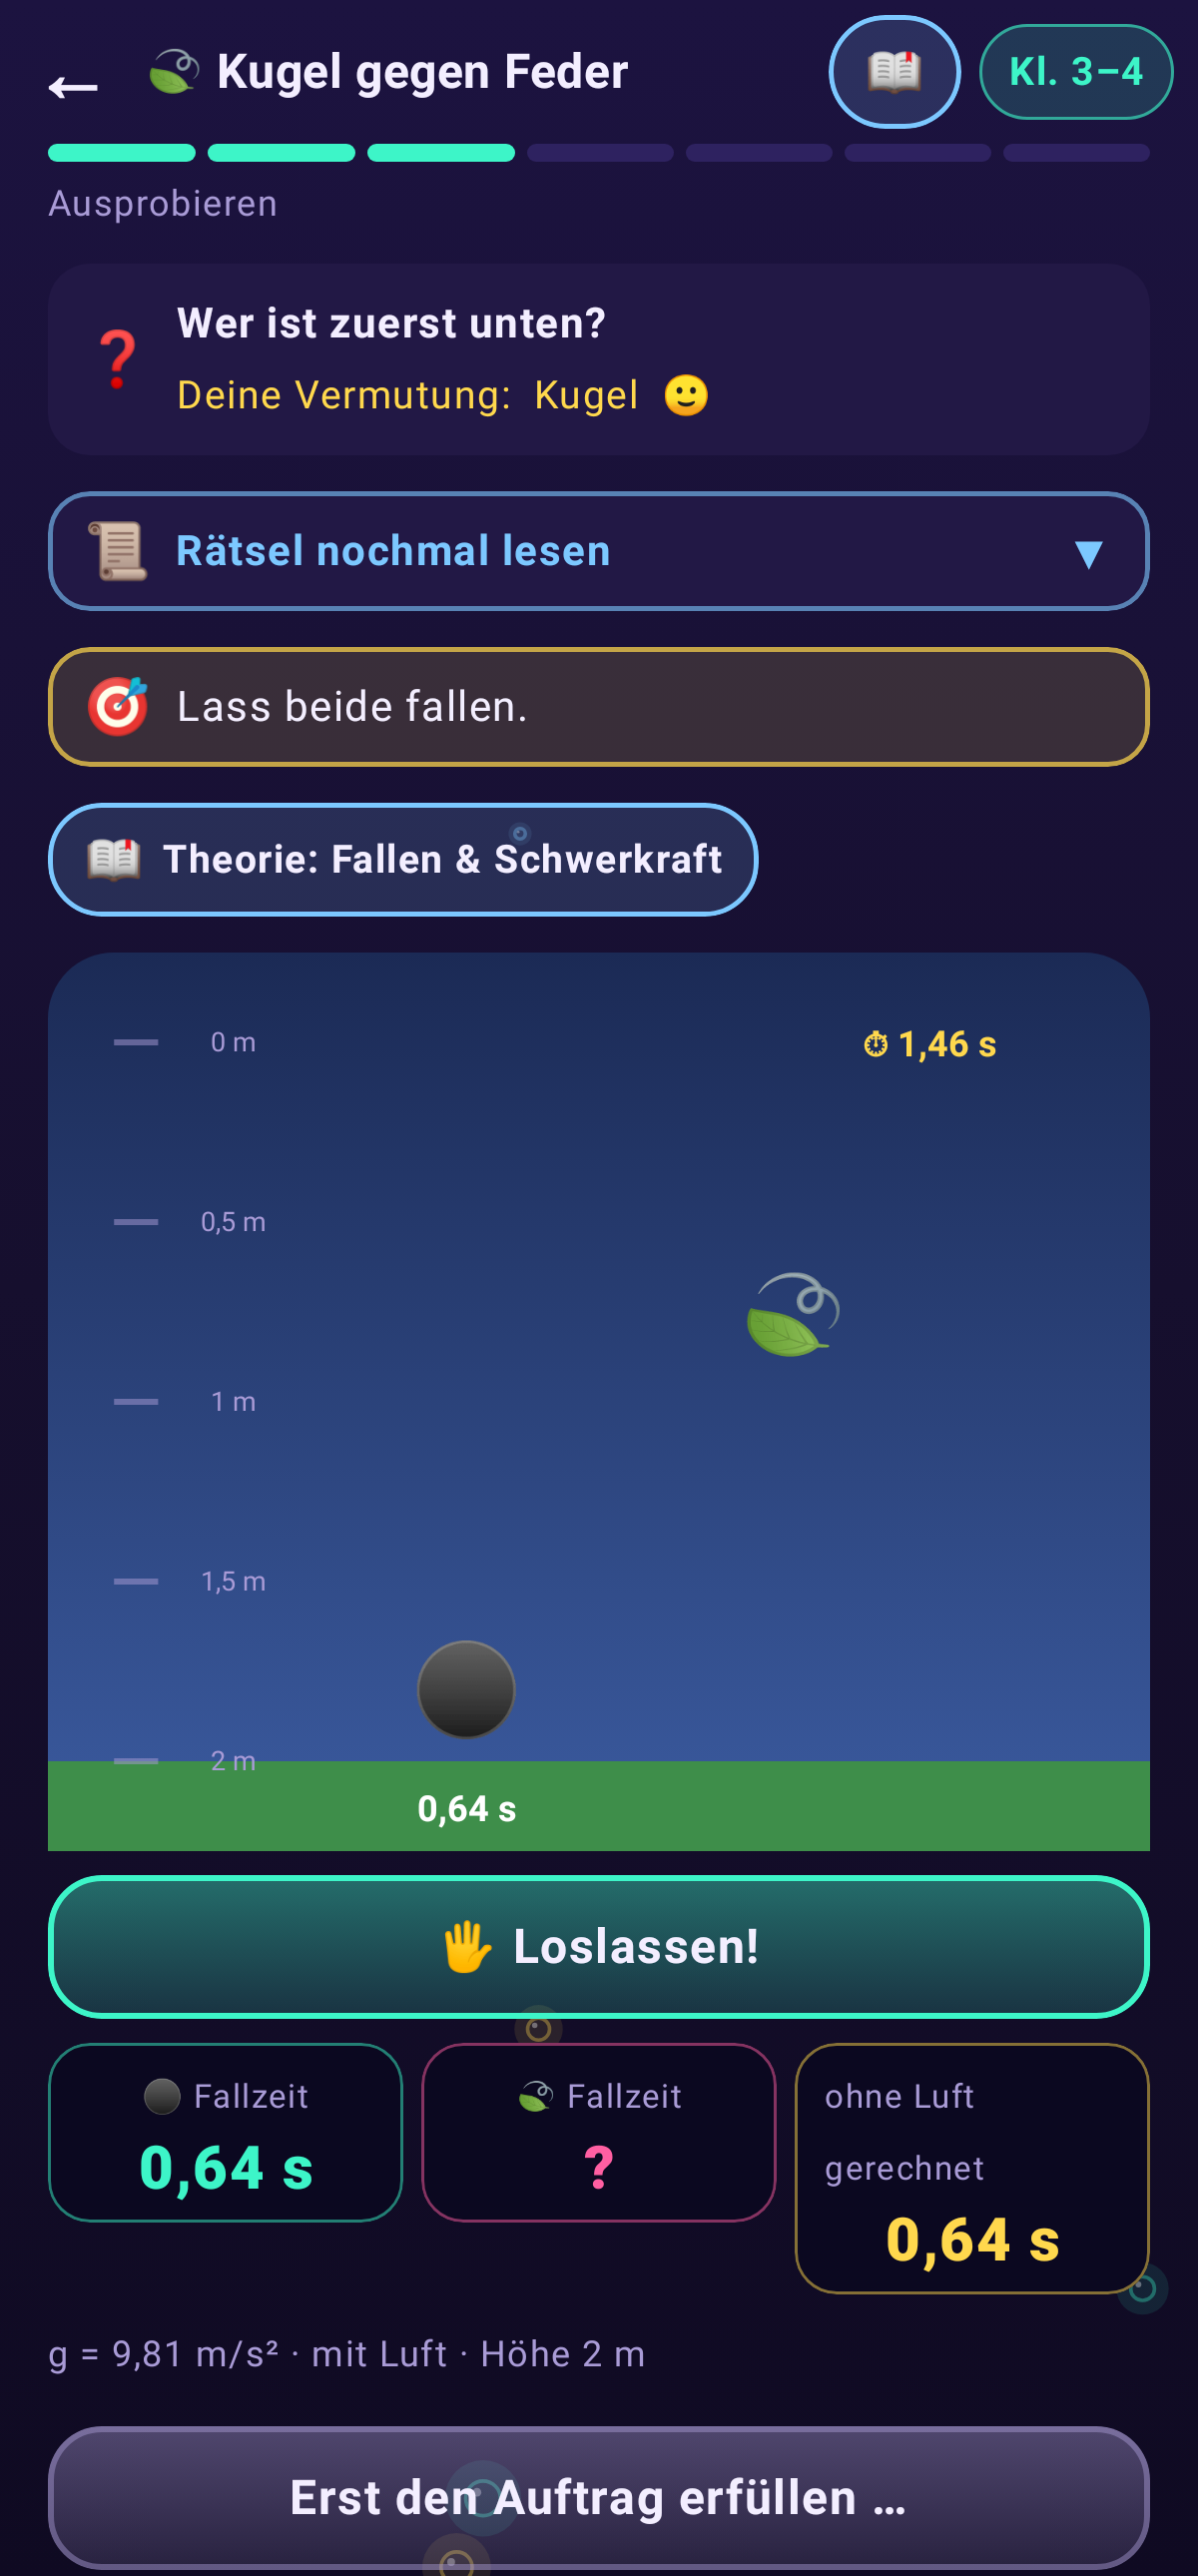 Kugel gegen Feder
Kl. 3–4
Ausprobieren
Wer ist zuerst unten?
Deine Vermutung: Kugel
Rätsel nochmal lesen
Lass beide fallen.
Theorie: Fallen & Schwerkraft
0 m
1,46 s
0,5 m
1 m
1,5 m
2 m
0,64 s
Loslassen!
Fallzeit
0,64 s
Fallzeit
?
ohne Luft
gerechnet
0,64 s
g = 9,81 m/s² · mit Luft · Höhe 2 m
Erst den Auftrag erfüllen ...